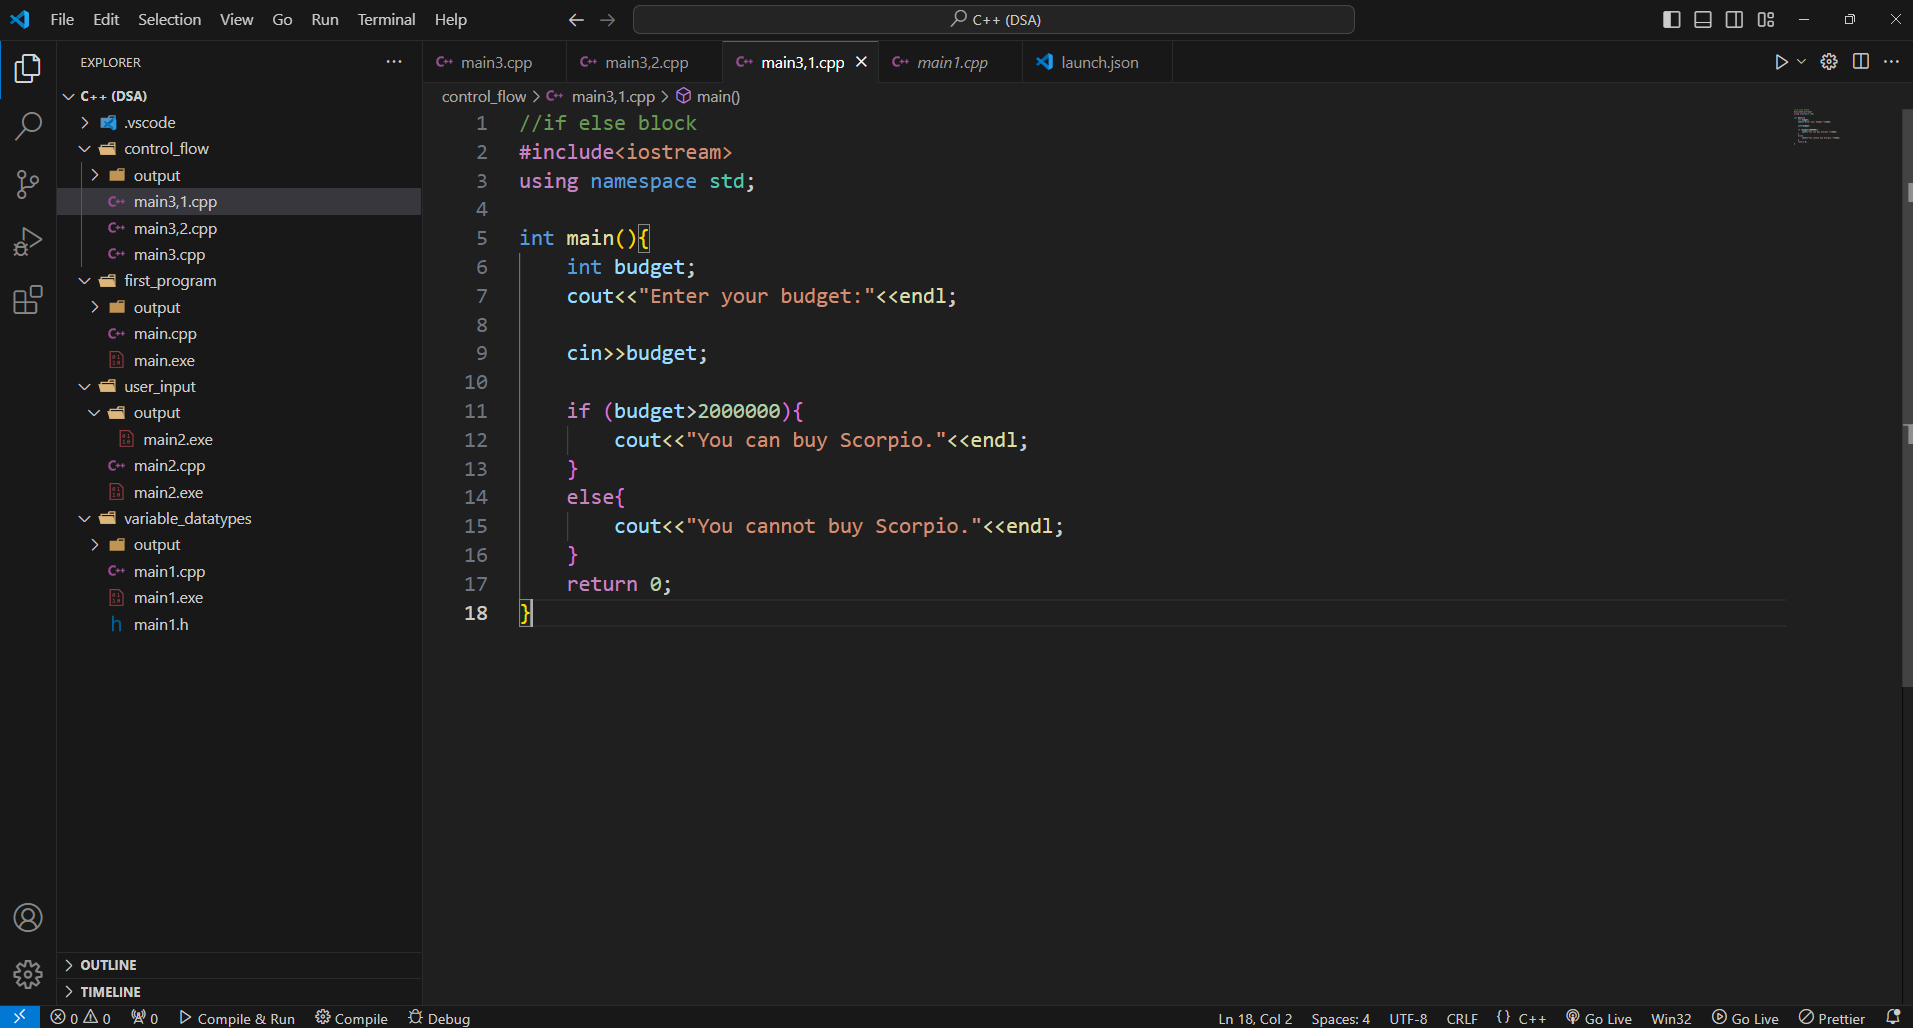 File Edit Selection View Go Run Terminal Help
C++ (DSA)
EXPLORER
C++ (DSA)
.vscode
control_flow
output
main3,1.cpp
main3,2.cpp
main3.cpp
first_program
output
main.cpp
main.exe
user_input
output
main2.exe
main2.cpp
main2.exe
variable_datatypes
output
main1.cpp
main1.exe
main1.h
OUTLINE
TIMELINE
main3.cpp main3,2.cpp main3,1.cpp main1.cpp launch.json
control_flow > main3,1.cpp > main()
1 //if else block
2 #include<iostream>
3 using namespace std;
4
5 int main(){
6 int budget;
7 cout<<"Enter your budget:"<<endl;
8
9 cin>>budget;
10
11 if (budget>2000000){
12 cout<<"You can buy Scorpio."<<endl;
13 }
14 else{
15 cout<<"You cannot buy Scorpio."<<endl;
16 }
17 return 0;
18 }
0 0 0 Compile & Run Compile Debug Ln 18, Col 2 Spaces: 4 UTF-8 CRLF {} C++ Go Live Win32 Go Live Prettier